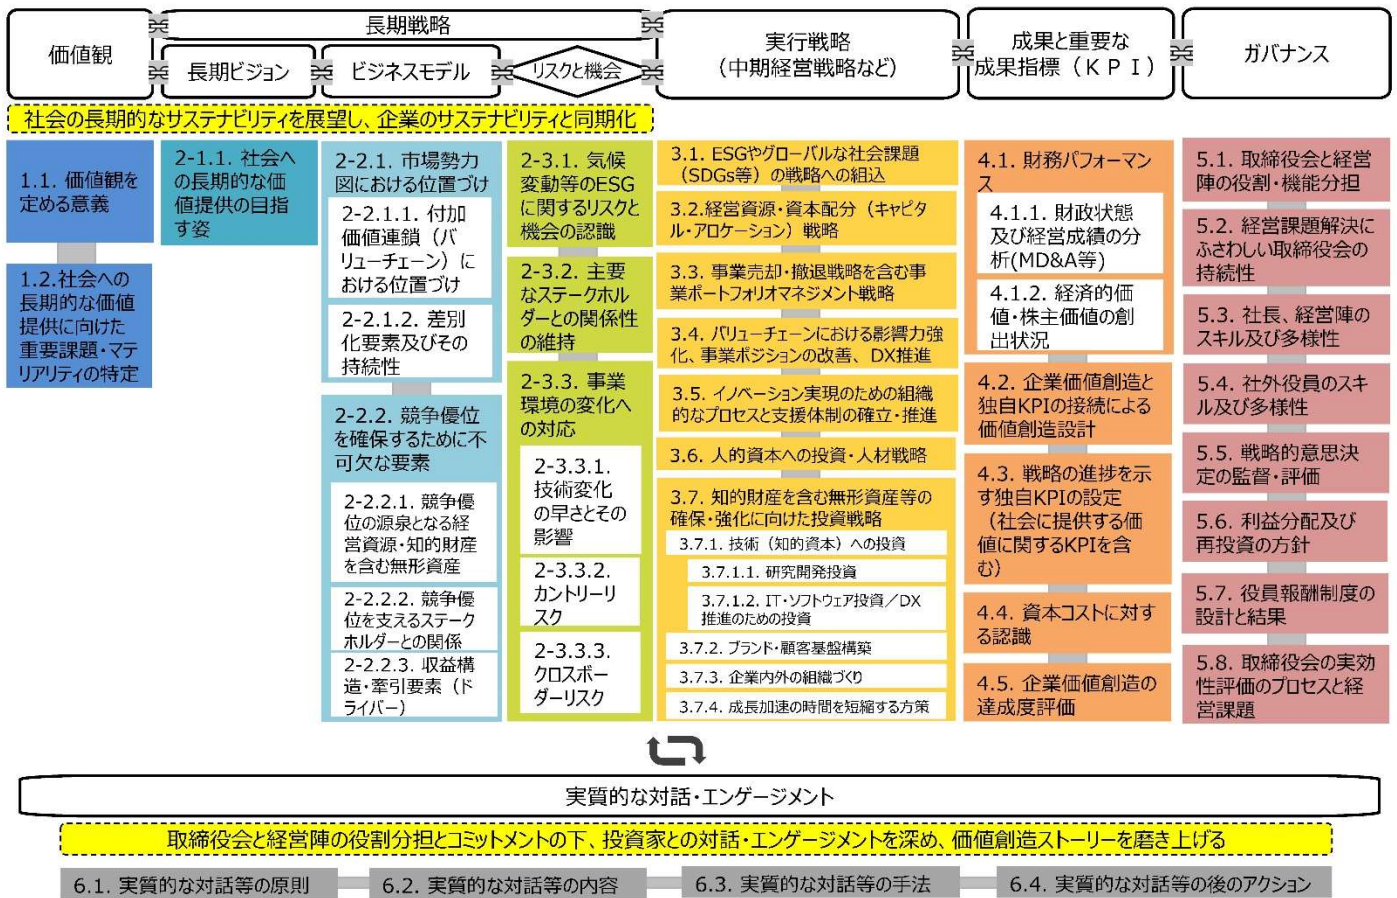 価値観
長期戦略
長期ビジョン
ビジネスモデル
リスクと機会
実行戦略
（中期経営戦略など）
成果と重要な
成果指標（ＫＰＩ）
ガバナンス
社会の長期的なサステナビリティを展望し、企業のサステナビリティと同期化
1.1. 価値観を
定める意義
1.2.社会への
長期的な価値
提供に向けた
重要課題・マテ
リアリティの特定
2-1.1. 社会へ
の長期的な価
値提供の目指
す姿
2-2.1. 市場勢力
図における位置づけ
2-2.1.1. 付加
価値連鎖（バ
リューチェーン）に
おける位置づけ
2-2.1.2. 差別
化要素及びその
持続性
2-2.2. 競争優位
を確保するために不
可欠な要素
2-2.2.1. 競争優
位の源泉となる経
営資源・知的財産
を含む無形資産
2-2.2.2. 競争優
位を支えるステーク
ホルダーとの関係
2-2.2.3. 収益構
造・牽引要素（ド
ライバー）
2-3.1. 気候
変動等のESG
に関するリスクと
機会の認識
2-3.2. 主要
なステークホル
ダーとの関係性
の維持
2-3.3. 事業
環境の変化へ
の対応
2-3.3.1.
技術変化
の早さとその
影響
2-3.3.2.
カントリーリ
スク
2-3.3.3.
クロスボー
ダーリスク
3.1. ESGやグローバルな社会課題
（SDGs等）の戦略への組込
3.2.経営資源・資本配分（キャピタ
ル・アロケーション）戦略
3.3. 事業売却・撤退戦略を含む事
業ポートフォリオマネジメント戦略
3.4. バリューチェーンにおける影響力強
化、事業ポジションの改善、DX推進
3.5. イノベーション実現のための組織
的なプロセスと支援体制の確立・推進
3.6. 人的資本への投資・人材戦略
3.7. 知的財産を含む無形資産等の
確保・強化に向けた投資戦略
3.7.1. 技術（知的資本）への投資
3.7.1.1. 研究開発投資
3.7.1.2. IT・ソフトウェア投資／DX
推進のための投資
3.7.2. ブランド・顧客基盤構築
3.7.3. 企業内外の組織づくり
3.7.4. 成長加速の時間を短縮する方策
4.1. 財務パフォーマン
ス
4.1.1. 財政状態
及び経営成績の分
析(MD&A等)
4.1.2. 経済的価
値・株主価値の創
出状況
4.2. 企業価値創造と
独自KPIの接続による
価値創造設計
4.3. 戦略の進捗を示
す独自KPIの設定
（社会に提供する価
値に関するKPIを含
む）
4.4. 資本コストに対す
る認識
4.5. 企業価値創造の
達成度評価
5.1. 取締役会と経営
陣の役割・機能分担
5.2. 経営課題解決に
ふさわしい取締役会の
持続性
5.3. 社長、経営陣の
スキル及び多様性
5.4. 社外役員のスキ
ル及び多様性
5.5. 戦略的意思決
定の監督・評価
5.6. 利益分配及び
再投資の方針
5.7. 役員報酬制度の
設計と結果
5.8. 取締役会の実効
性評価のプロセスと経
営課題
実質的な対話・エンゲージメント
取締役会と経営陣の役割分担とコミットメントの下、投資家との対話・エンゲージメントを深め、価値創造ストーリーを磨き上げる
6.1. 実質的な対話等の原則
6.2. 実質的な対話等の内容
6.3. 実質的な対話等の手法
6.4. 実質的な対話等の後のアクション